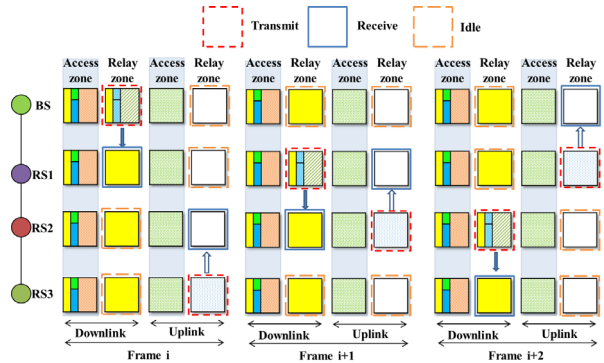 Transmit Receive Idle
Access zone Relay zone Access zone Relay zone Access zone Relay zone Access zone Relay zone Access zone Relay zone Access zone Relay zone
BS
RS1
RS2
RS3
Downlink Uplink Downlink Uplink Downlink Uplink
Frame i Frame i+1 Frame i+2